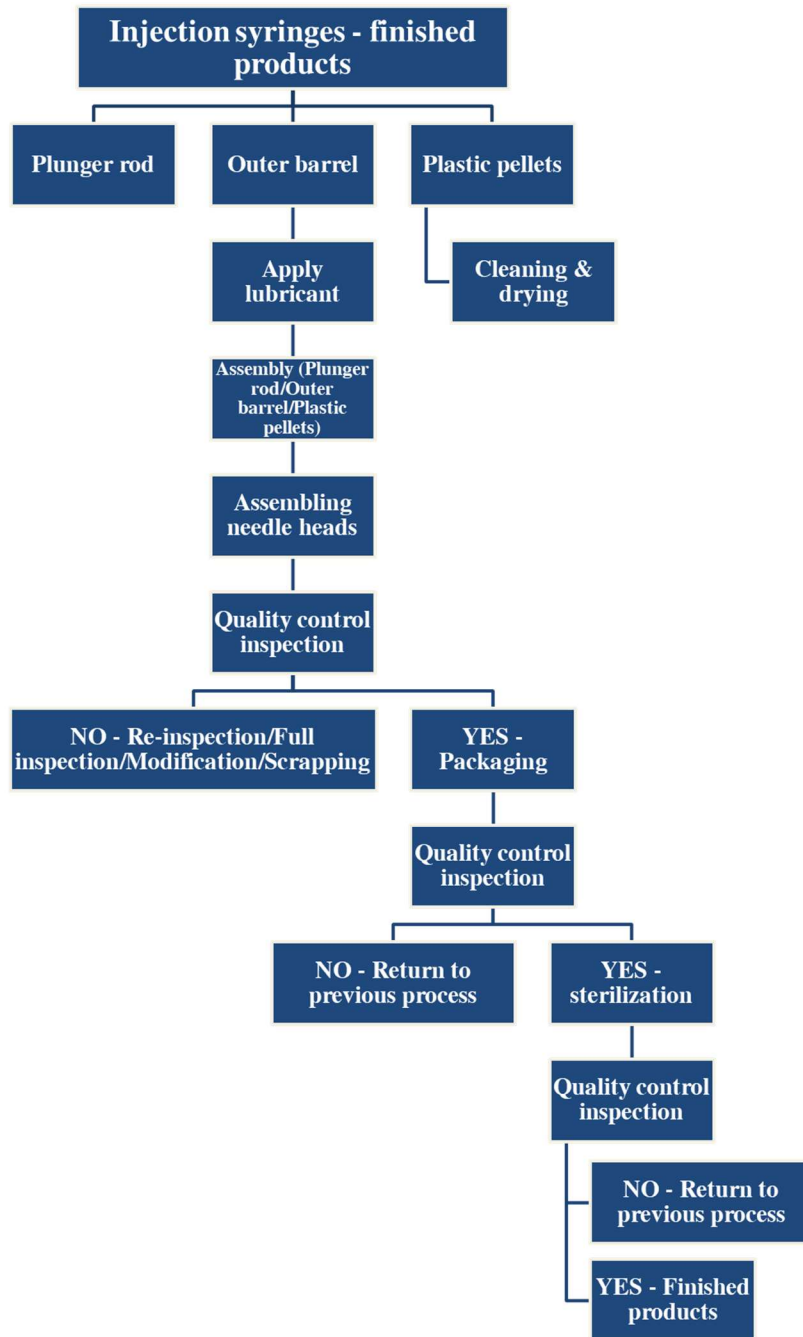 Injection syringes - finished
products
Plunger rod
Outer barrel
Plastic pellets
Apply
lubricant
Cleaning &
drying
Assembly (Plunger
rod/Outer
barrel/Plastic
pellets)
Assembling
needle heads
Quality control
inspection
NO - Re-inspection/Full
inspection/Modification/Scrapping
YES -
Packaging
Quality control
inspection
NO - Return to
previous process
YES -
sterilization
Quality control
inspection
NO - Return to
previous process
YES - Finished
products